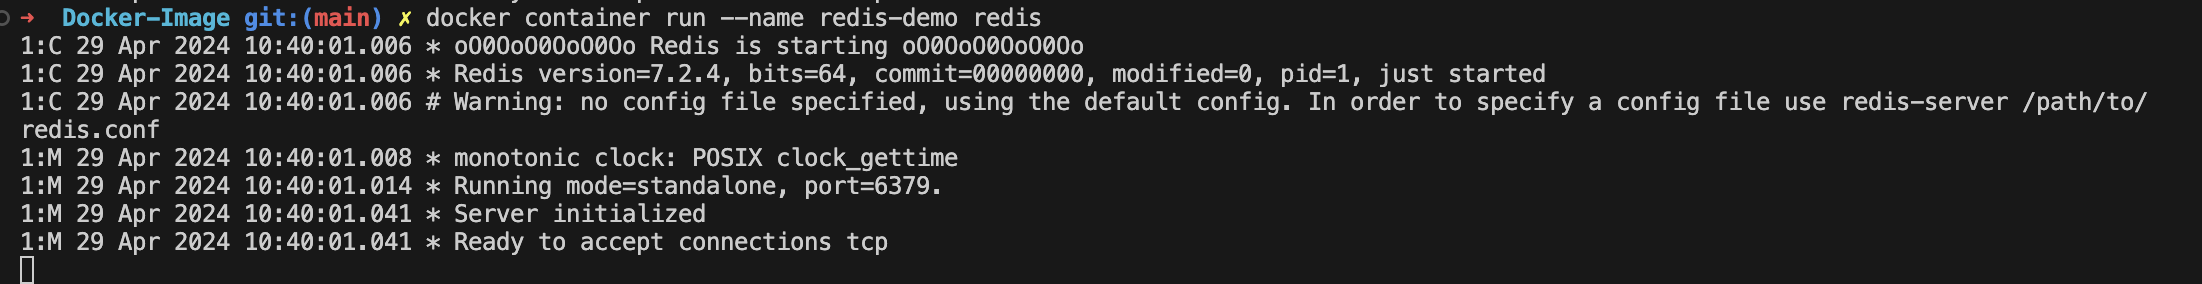 ➜  Docker-Image git:(main) ✗ docker container run --name redis-demo redis
1:C 29 Apr 2024 10:40:01.006 * oO0OoO0OoO0Oo Redis is starting oO0OoO0OoO0Oo
1:C 29 Apr 2024 10:40:01.006 * Redis version=7.2.4, bits=64, commit=00000000, modified=0, pid=1, just started
1:C 29 Apr 2024 10:40:01.006 # Warning: no config file specified, using the default config. In order to specify a config file use redis-server /path/to/
redis.conf
1:M 29 Apr 2024 10:40:01.008 * monotonic clock: POSIX clock_gettime
1:M 29 Apr 2024 10:40:01.014 * Running mode=standalone, port=6379.
1:M 29 Apr 2024 10:40:01.041 * Server initialized
1:M 29 Apr 2024 10:40:01.041 * Ready to accept connections tcp